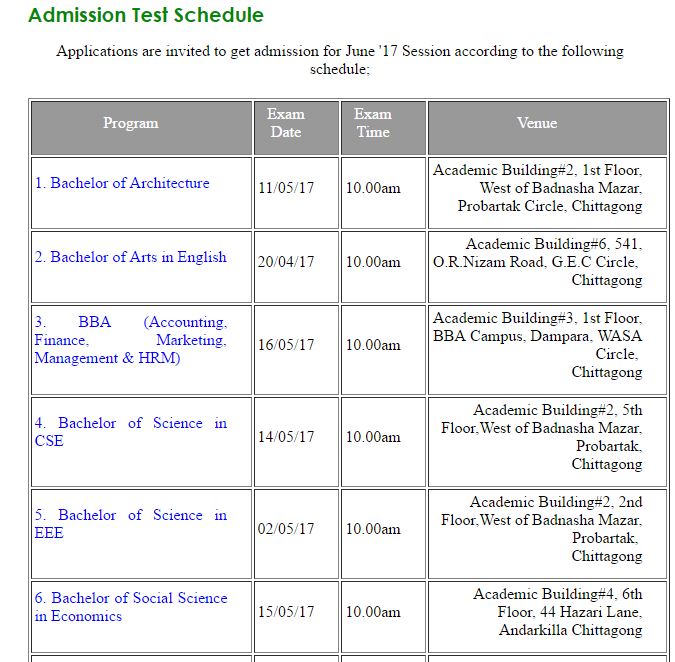 Admission Test Schedule
Applications are invited to get admission for June '17 Session according to the following
schedule;
Program
Exam
Date
Exam
Time
Venue
1. Bachelor of Architecture
11/05/17
10.00am
Academic Building#2, 1st Floor,
West of Badnasha Mazar,
Probartak Circle, Chittagong
2. Bachelor of Arts in English
20/04/17
10.00am
Academic Building#6, 541,
O.R.Nizam Road, G.E.C Circle,
Chittagong
3. BBA (Accounting,
Finance, Marketing,
Management & HRM)
16/05/17
10.00am
Academic Building#3, 1st Floor,
BBA Campus, Dampara, WASA
Circle,
Chittagong
4. Bachelor of Science in
CSE
14/05/17
10.00am
Academic Building#2, 5th
Floor,West of Badnasha Mazar,
Probartak,
Chittagong
5. Bachelor of Science in
EEE
02/05/17
10.00am
Academic Building#2, 2nd
Floor,West of Badnasha Mazar,
Probartak,
Chittagong
6. Bachelor of Social Science
in Economics
15/05/17
10.00am
Academic Building#4, 6th
Floor, 44 Hazari Lane,
Andarkilla Chittagong